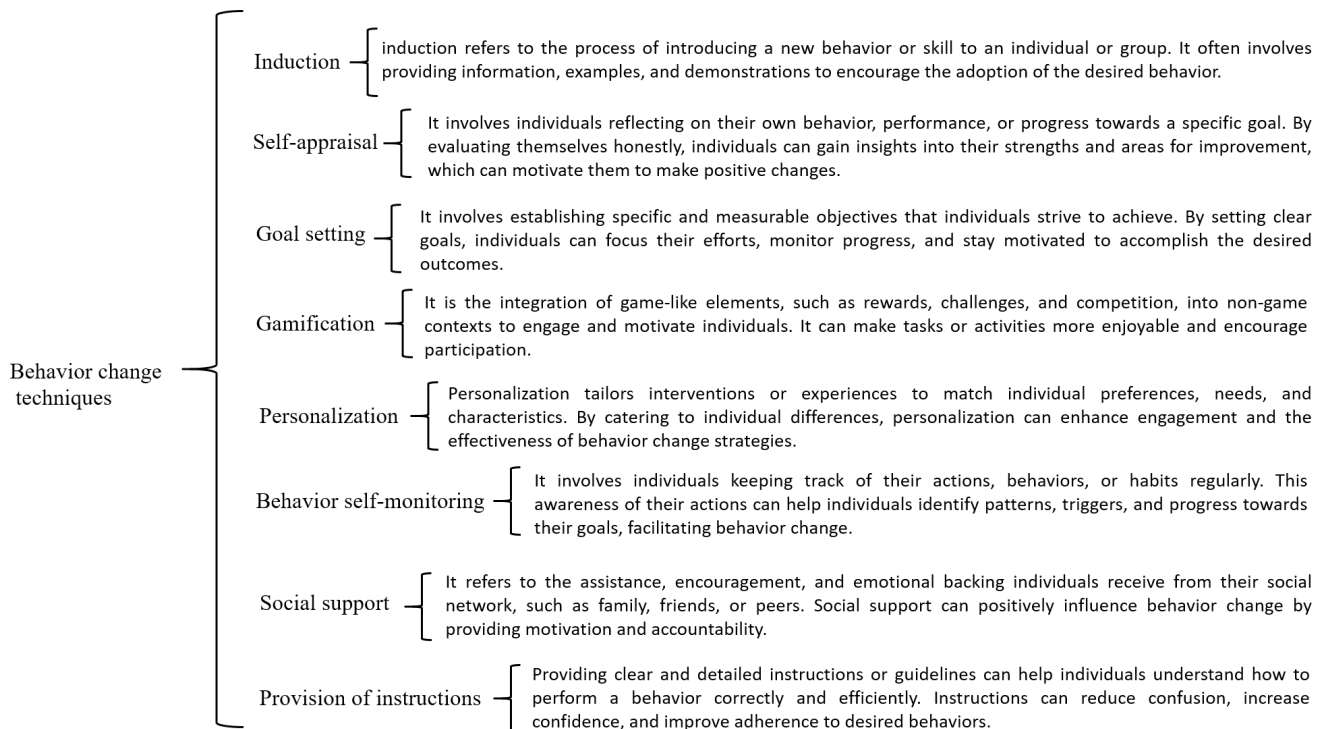 Behavior change
techniques
Induction
induction refers to the process of introducing a new behavior or skill to an individual or group. It often involves
providing information, examples, and demonstrations to encourage the adoption of the desired behavior.
Self-appraisal
It involves individuals reflecting on their own behavior, performance, or progress towards a specific goal. By
evaluating themselves honestly, individuals can gain insights into their strengths and areas for improvement,
which can motivate them to make positive changes.
Goal setting
It involves establishing specific and measurable objectives that individuals strive to achieve. By setting clear
goals, individuals can focus their efforts, monitor progress, and stay motivated to accomplish the desired
outcomes.
Gamification
It is the integration of game-like elements, such as rewards, challenges, and competition, into non-game
contexts to engage and motivate individuals. It can make tasks or activities more enjoyable and encourage
participation.
Personalization
Personalization tailors interventions or experiences to match individual preferences, needs, and
characteristics. By catering to individual differences, personalization can enhance engagement and the
effectiveness of behavior change strategies.
Behavior self-monitoring
It involves individuals keeping track of their actions, behaviors, or habits regularly. This
awareness of their actions can help individuals identify patterns, triggers, and progress towards
their goals, facilitating behavior change.
Social support
It refers to the assistance, encouragement, and emotional backing individuals receive from their social
network, such as family, friends, or peers. Social support can positively influence behavior change by
providing motivation and accountability.
Provision of instructions
Providing clear and detailed instructions or guidelines can help individuals understand how to
perform a behavior correctly and efficiently. Instructions can reduce confusion, increase
confidence, and improve adherence to desired behaviors.